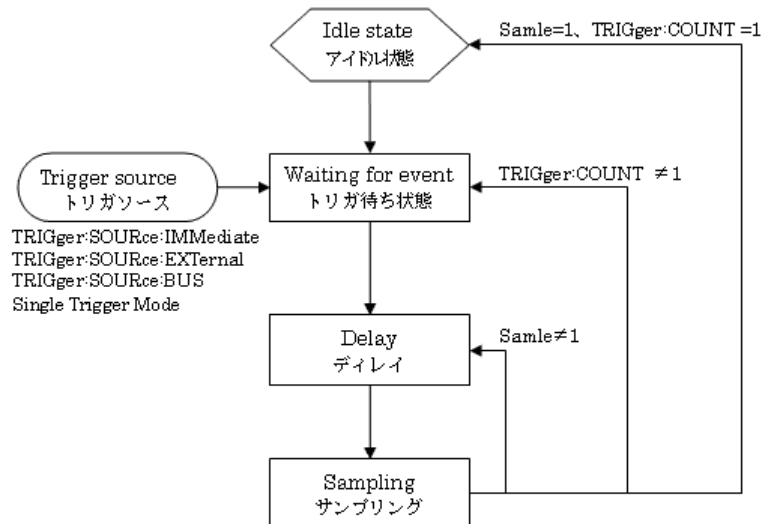 Idle state
アイドル状態
Samle=1、TRIGger:COUNT =1
Trigger source
トリガソース
Waiting for event
トリガ待ち状態
TRIGger:COUNT ≠1
TRIGger:SOURce:IMMediate
TRIGger:SOURce:EXTernal
TRIGger:SOURce:BUS
Single Trigger Mode
Delay
ディレイ
Samle≠1
Sampling
サンプリング